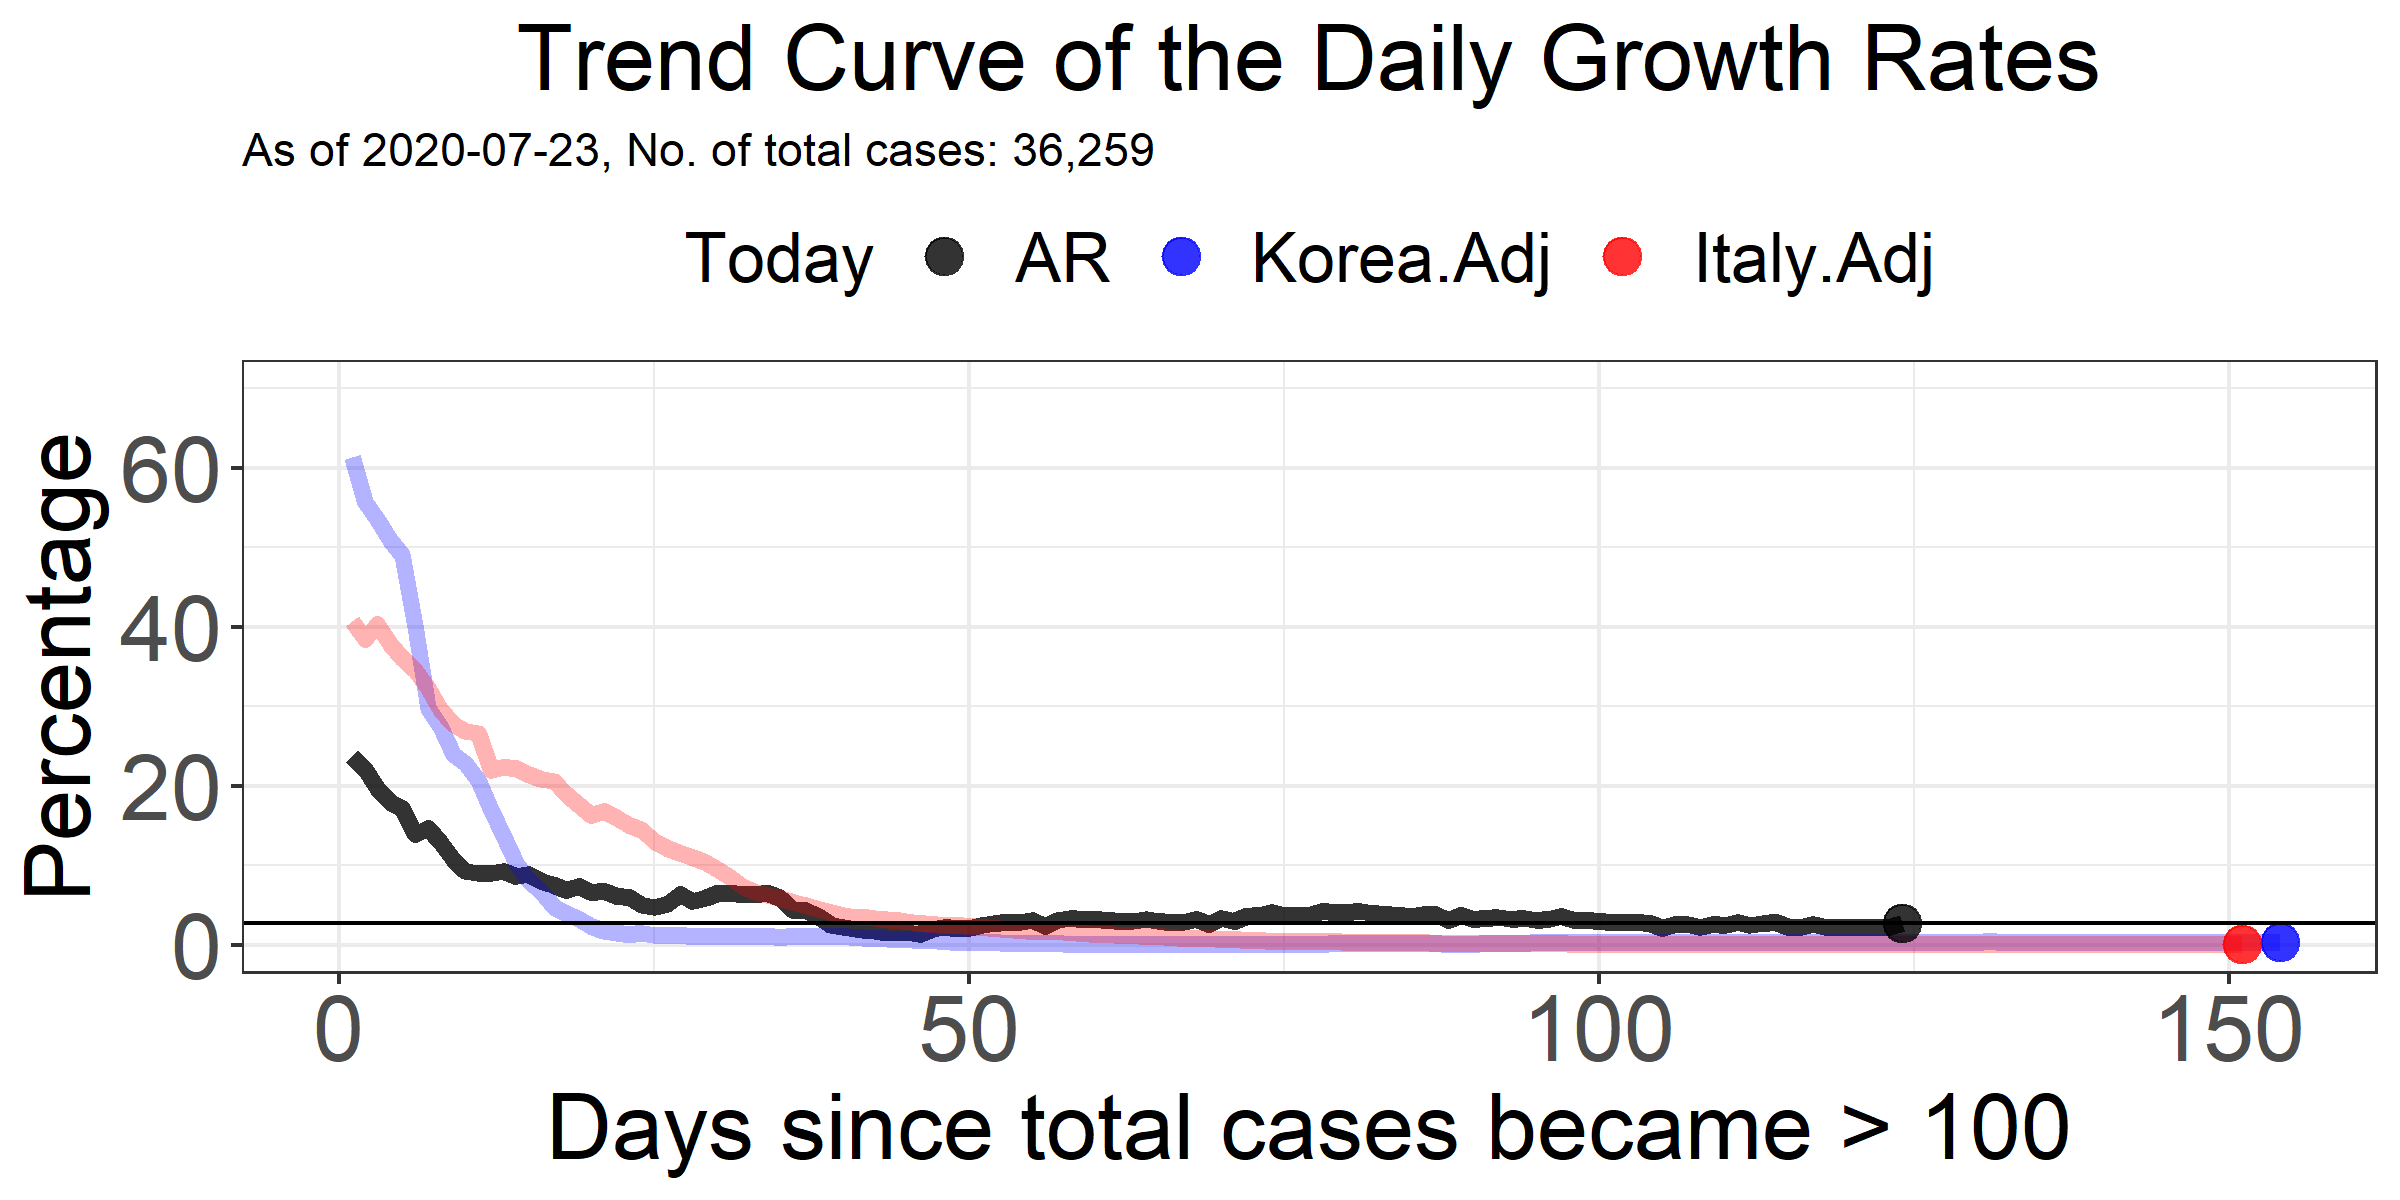 Trend Curve of the Daily Growth Rates
As of 2020-07-23, No. of total cases: 36,259
Today AR Korea.Adj Italy.Adj
Percentage
60
40
20
0
0 50 100 150
Days since total cases became > 100